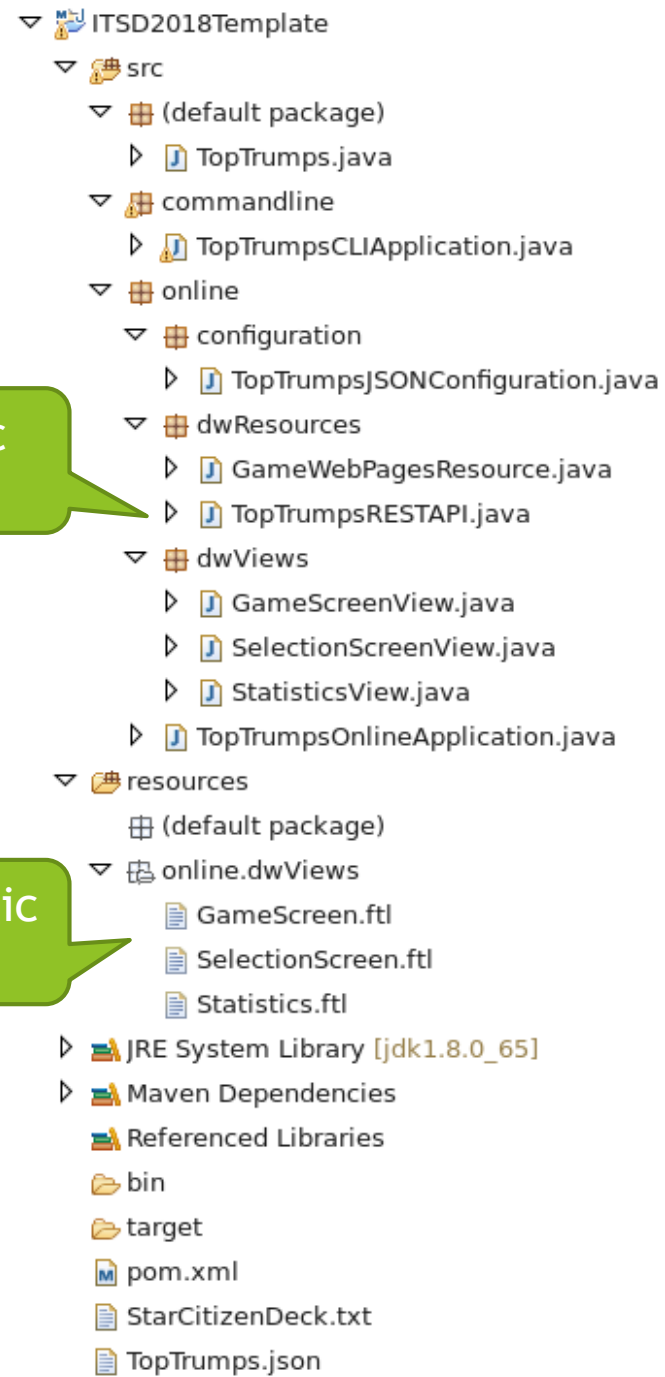 ITSD2018Template
src
(default package)
TopTrumps.java
commandline
TopTrumpsCLIApplication.java
online
configuration
TopTrumpsJSONConfiguration.java
dwResources
GameWebPagesResource.java
TopTrumpsRESTAPI.java
dwViews
GameScreenView.java
SelectionScreenView.java
StatisticsView.java
TopTrumpsOnlineApplication.java
resources
(default package)
online.dwViews
ic
GameScreen.ftl
SelectionScreen.ftl
Statistics.ftl
JRE System Library [jdk1.8.0_65]
Maven Dependencies
Referenced Libraries
bin
target
pom.xml
StarCitizenDeck.txt
TopTrumps.json